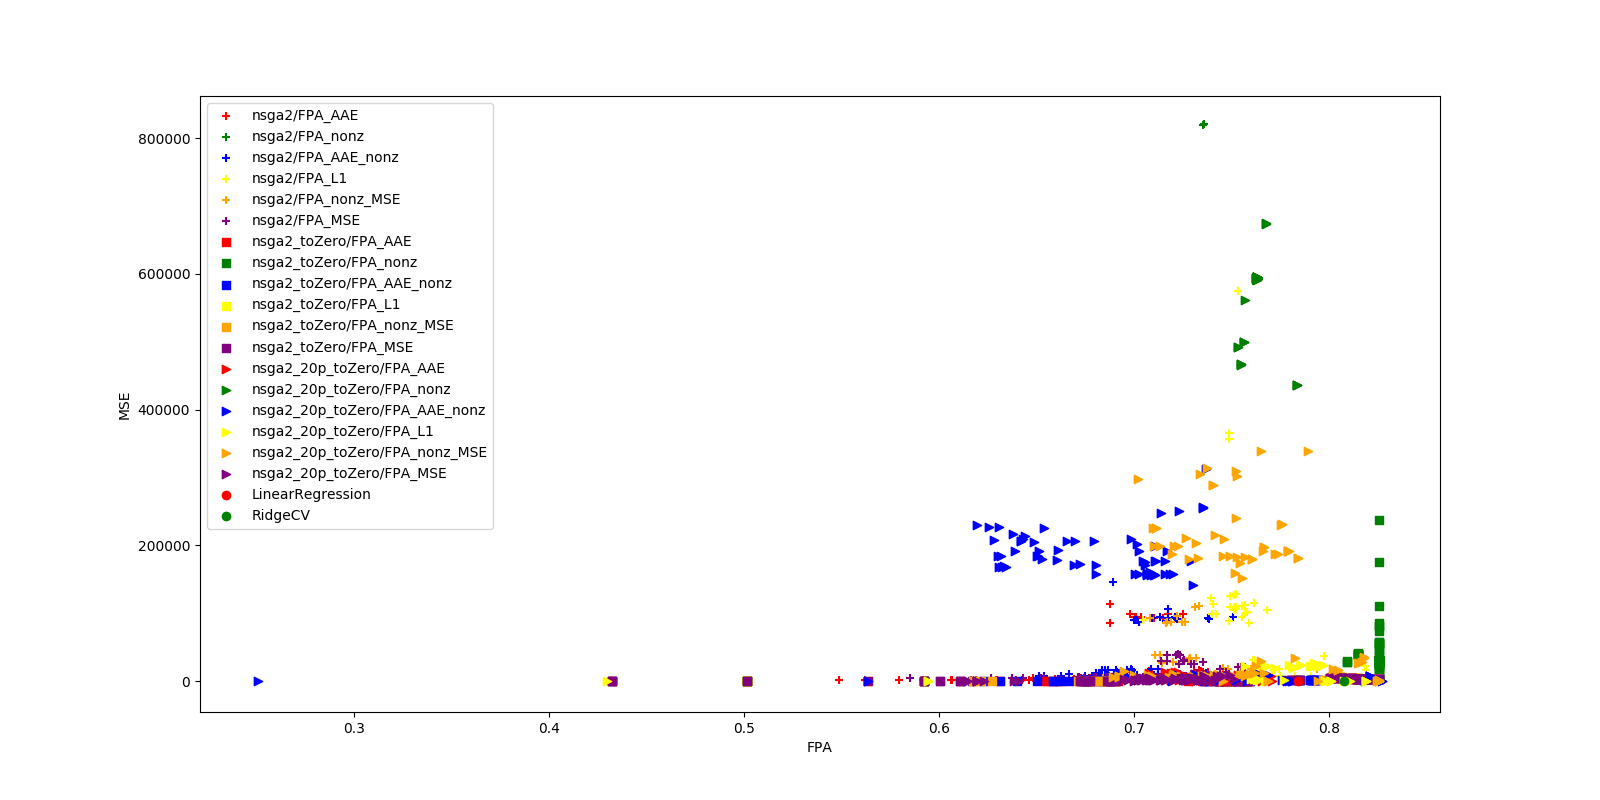 nsga2/FPA_AAE
nsga2/FPA_nonz
nsga2/FPA_AAE_nonz
nsga2/FPA_L1
nsga2/FPA_nonz_MSE
nsga2/FPA_MSE
nsga2_toZero/FPA_AAE
nsga2_toZero/FPA_nonz
nsga2_toZero/FPA_AAE_nonz
nsga2_toZero/FPA_L1
nsga2_toZero/FPA_nonz_MSE
nsga2_toZero/FPA_MSE
nsga2_20p_toZero/FPA_AAE
nsga2_20p_toZero/FPA_nonz
nsga2_20p_toZero/FPA_AAE_nonz
nsga2_20p_toZero/FPA_L1
nsga2_20p_toZero/FPA_nonz_MSE
nsga2_20p_toZero/FPA_MSE
LinearRegression
RidgeCV
800000
600000
400000
200000
0
MSE
0.3 0.4 0.5 0.6 0.7 0.8
FPA